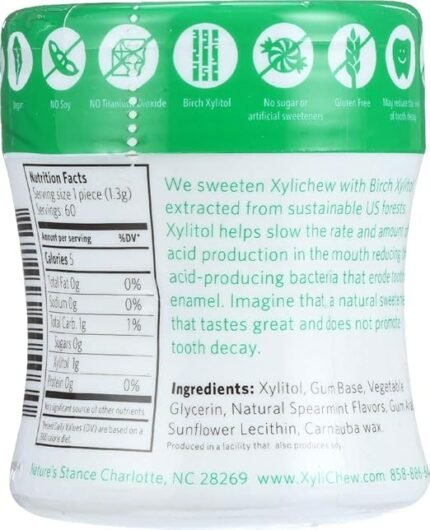 NO Soy
NO Titanium Dioxide
Birch Xylitol
No sugar or
artificial sweeteners
Gluten Free
May reduce the
of tooth decay
Nutrition Facts
Serving size 1 piece (1.3g)
Servings: 60
Amount per serving %DV*
Calories 5
Total Fat 0g 0%
Sodium 0g 0%
Total Carb. 1g 1%
Sugars 0g
Xylitol 1g
Protein 0g 0%
Not significant source of other nutrients
Percent Daily Values (DV) are based on a
calorie diet.
We sweeten Xylichew with Birch Xylitol
extracted from sustainable US forests.
Xylitol helps slow the rate and amount
acid production in the mouth reducing
acid-producing bacteria that erode tooth
enamel. Imagine that, a natural sweetener
that tastes great and does not promote
tooth decay.
Ingredients: Xylitol, Gum Base, Vegetable
Glycerin, Natural Spearmint Flavors, Gum
Sunflower Lecithin, Carnauba wax.
Produced in a facility that also produces soy.
Nature's Stance Charlotte, NC 28269 www.XyliChew.com 858-886-